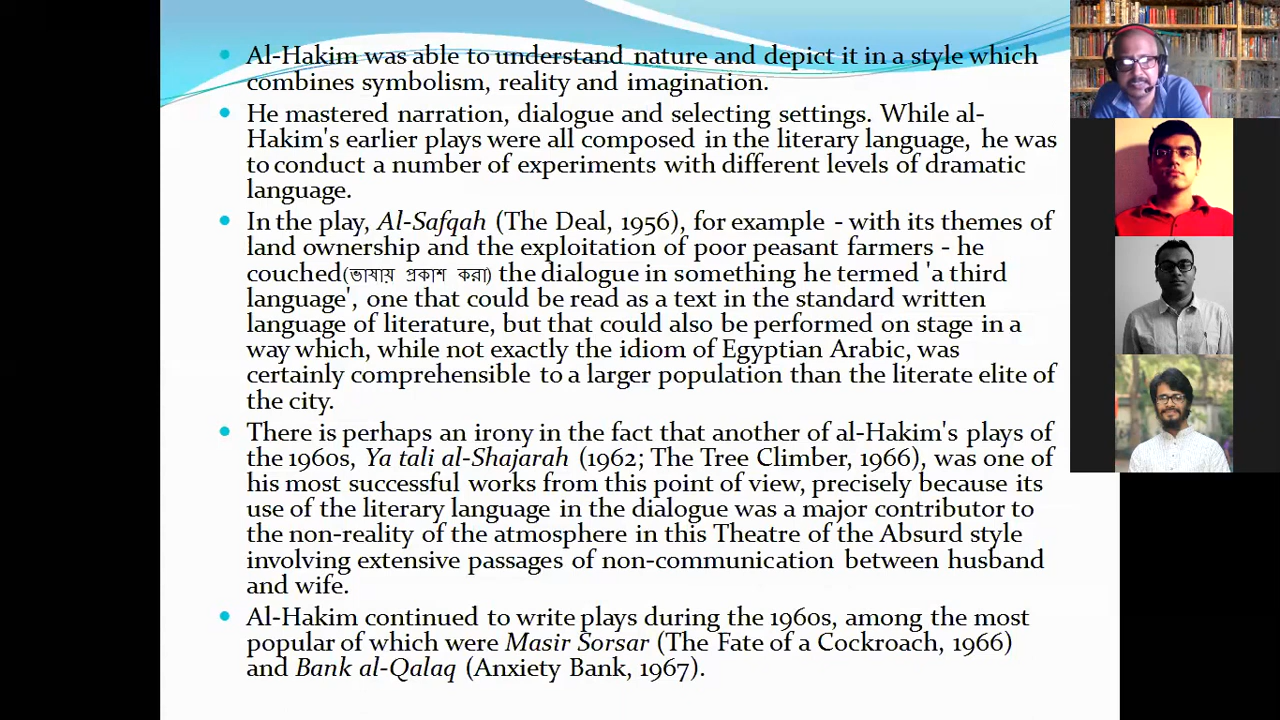 Al-Hakim was able to understand nature and depict it in a style which
combines symbolism, reality and imagination.
He mastered narration, dialogue and selecting settings. While al-
Hakim's earlier plays were all composed in the literary language, he was
to conduct a number of experiments with different levels of dramatic
language.
In the play, Al-Safqah (The Deal, 1956), for example - with its themes of
land ownership and the exploitation of poor peasant farmers - he
couched(ভাষায় প্রকাশ করা) the dialogue in something he termed 'a third
language', one that could be read as a text in the standard written
language of literature, but that could also be performed on stage in a
way which, while not exactly the idiom of Egyptian Arabic, was
certainly comprehensible to a larger population than the literate elite of
the city.
There is perhaps an irony in the fact that another of al-Hakim's plays of
the 1960s, Ya tali al-Shajarah (1962; The Tree Climber, 1966), was one of
his most successful works from this point of view, precisely because its
use of the literary language in the dialogue was a major contributor to
the non-reality of the atmosphere in this Theatre of the Absurd style
involving extensive passages of non-communication between husband
and wife.
Al-Hakim continued to write plays during the 1960s, among the most
popular of which were Masir Sorsar (The Fate of a Cockroach, 1966)
and Bank al-Qalaq (Anxiety Bank, 1967).